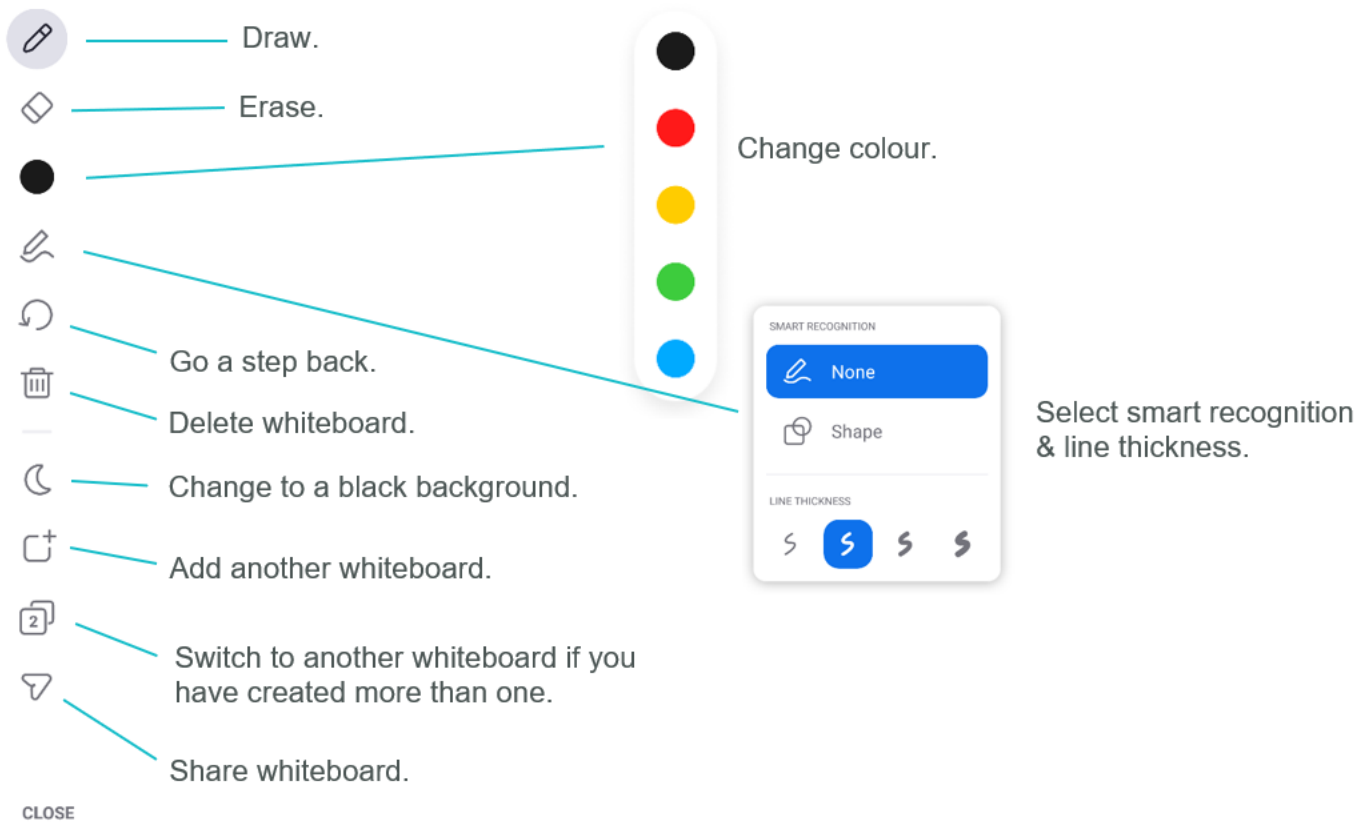 Draw.
Erase.
Change colour.
SMART RECOGNITION
None
Shape
LINE THICKNESS
Select smart recognition
& line thickness.
Go a step back.
Delete whiteboard.
Change to a black background.
Add another whiteboard.
2
Switch to another whiteboard if you
have created more than one.
Share whiteboard.
CLOSE